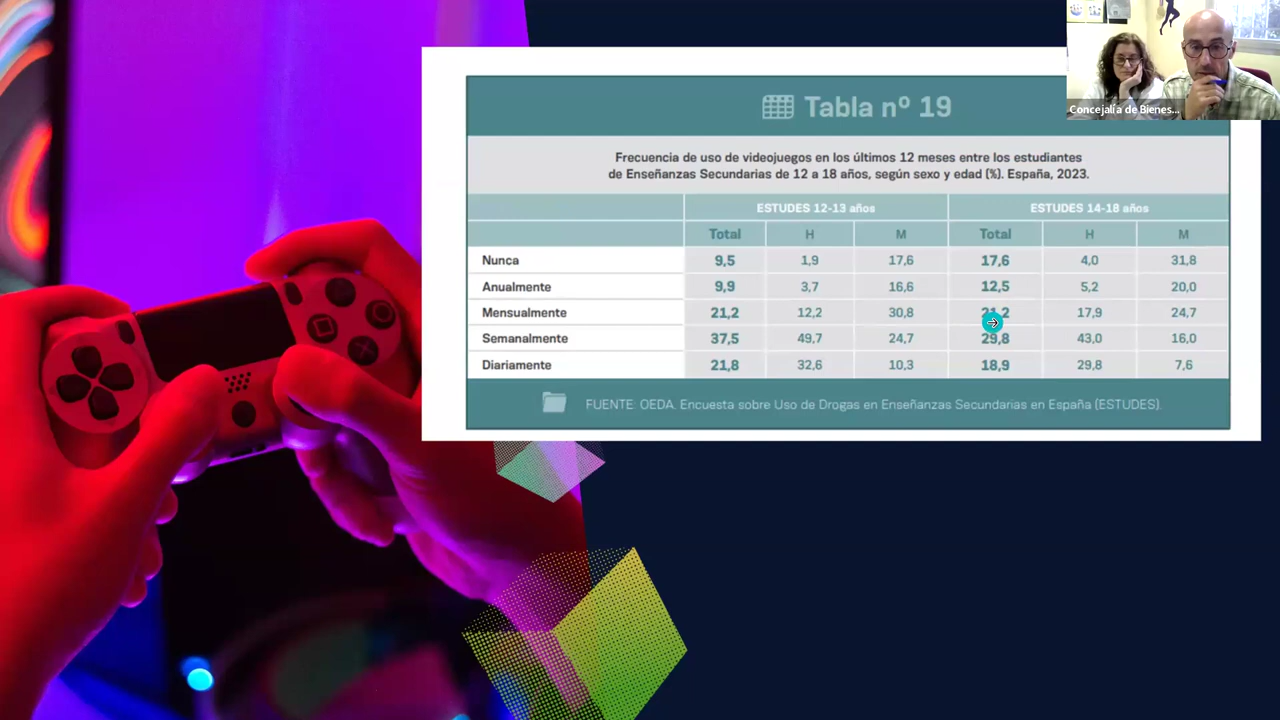 Concejalía de Bienes...
Tabla nº 19
Frecuencia de uso de videojuegos en los últimos 12 meses entre los estudiantes
de Enseñanzas Secundarias de 12 a 18 años, según sexo y edad (%). España, 2023.
ESTUDES 12-13 años ESTUDES 14-18 años
Total H M Total H M
Nunca 9,5 1,9 17,6 17,6 4,0 31,8
Anualmente 9,9 3,7 16,6 12,5 5,2 20,0
Mensualmente 21,2 12,2 30,8 21,2 17,9 24,7
Semanalmente 37,5 49,7 24,7 29,8 43,0 16,0
Diariamente 21,8 32,6 10,3 18,9 29,8 7,6
FUENTE: OEDA. Encuesta sobre Uso de Drogas en Enseñanzas Secundarias en España (ESTUDES).